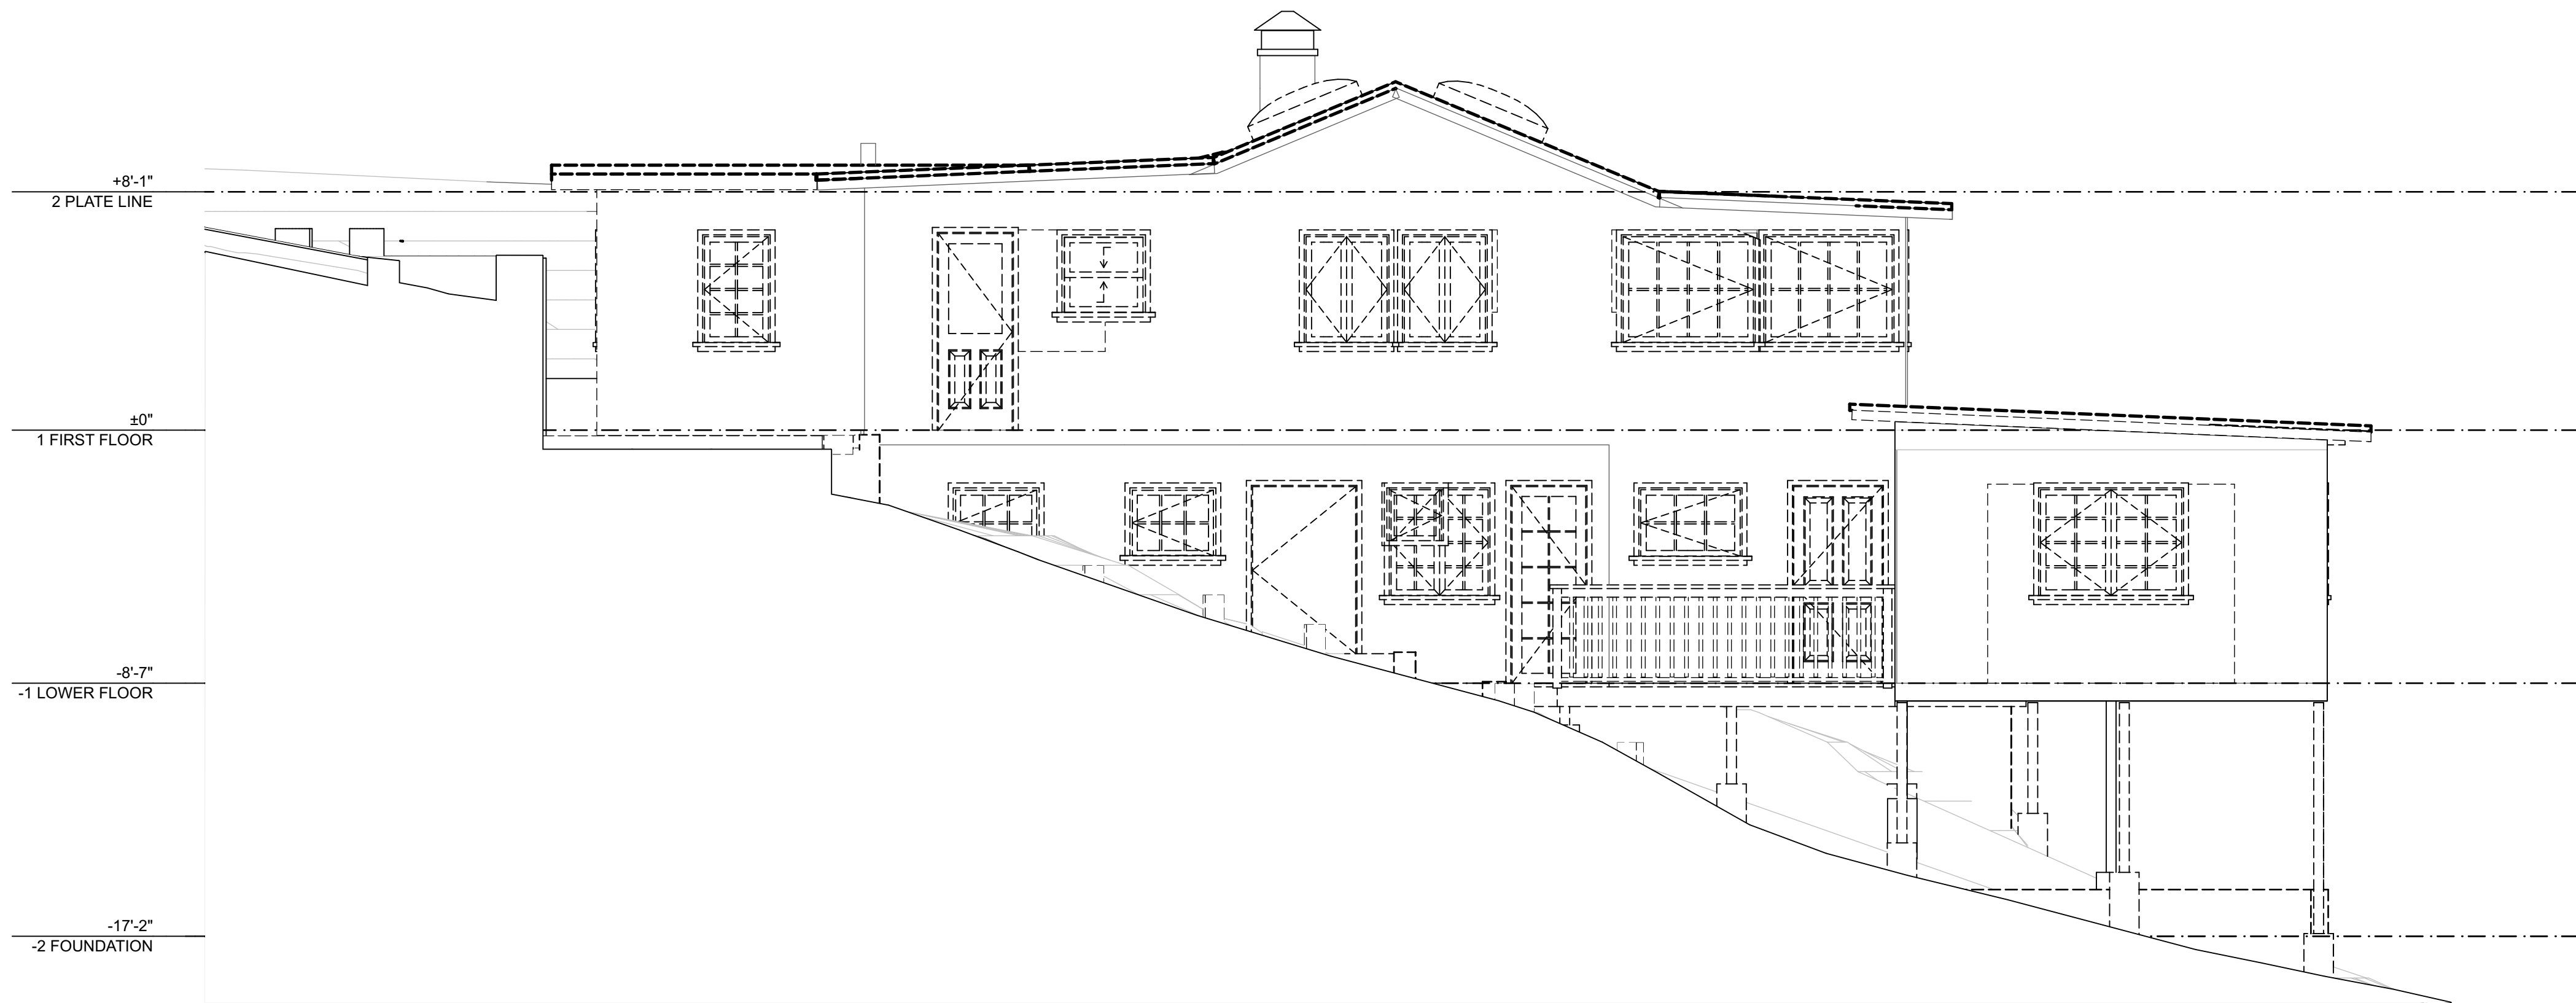 +8'-1"
2 PLATE LINE
±0"
1 FIRST FLOOR
-8'-7"
-1 LOWER FLOOR
-17'-2"
-2 FOUNDATION